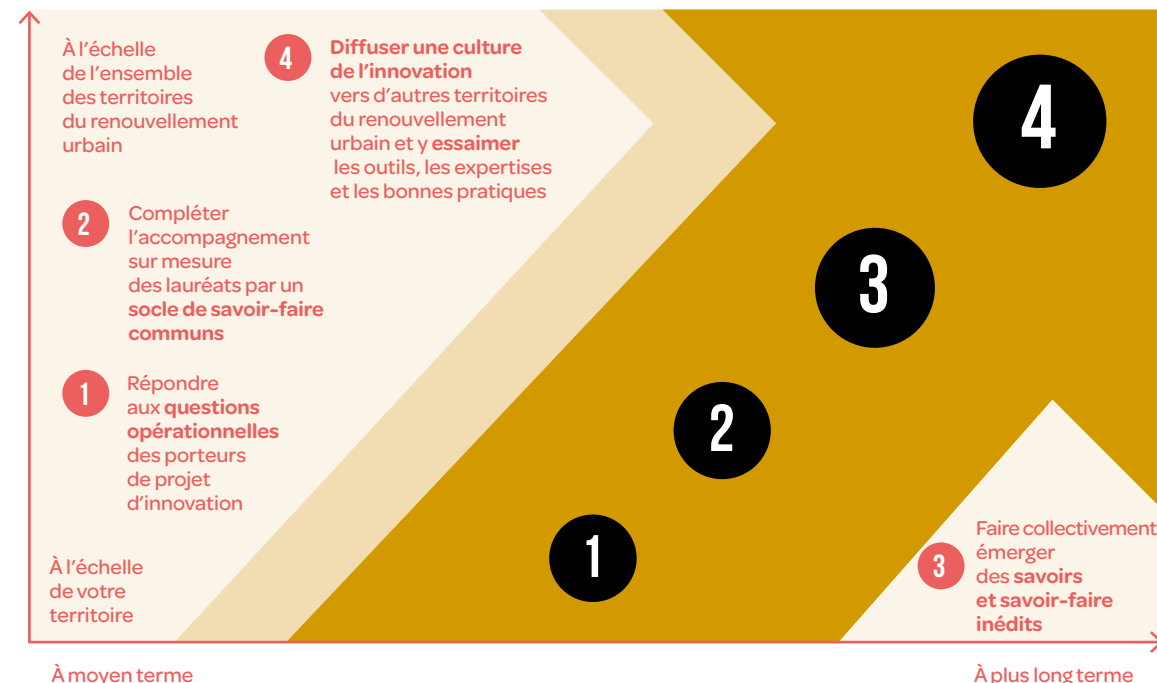 À l'échelle
de l'ensemble
des territoires
du renouvellement
urbain
4
Diffuser une culture
de l'innovation
vers d'autres territoires
du renouvellement
urbain et y essaimer
les outils, les expertises
et les bonnes pratiques
4
2
Compléter
l'accompagnement
sur mesure
des lauréats par un
socle de savoir-faire
communs
3
1
Répondre
aux questions
opérationnelles
des porteurs
de projet
d'innovation
2
1
À l'échelle
de votre
territoire
3
Faire collectivement
émerger
des savoirs
et savoir-faire
inédits
À moyen terme
À plus long terme